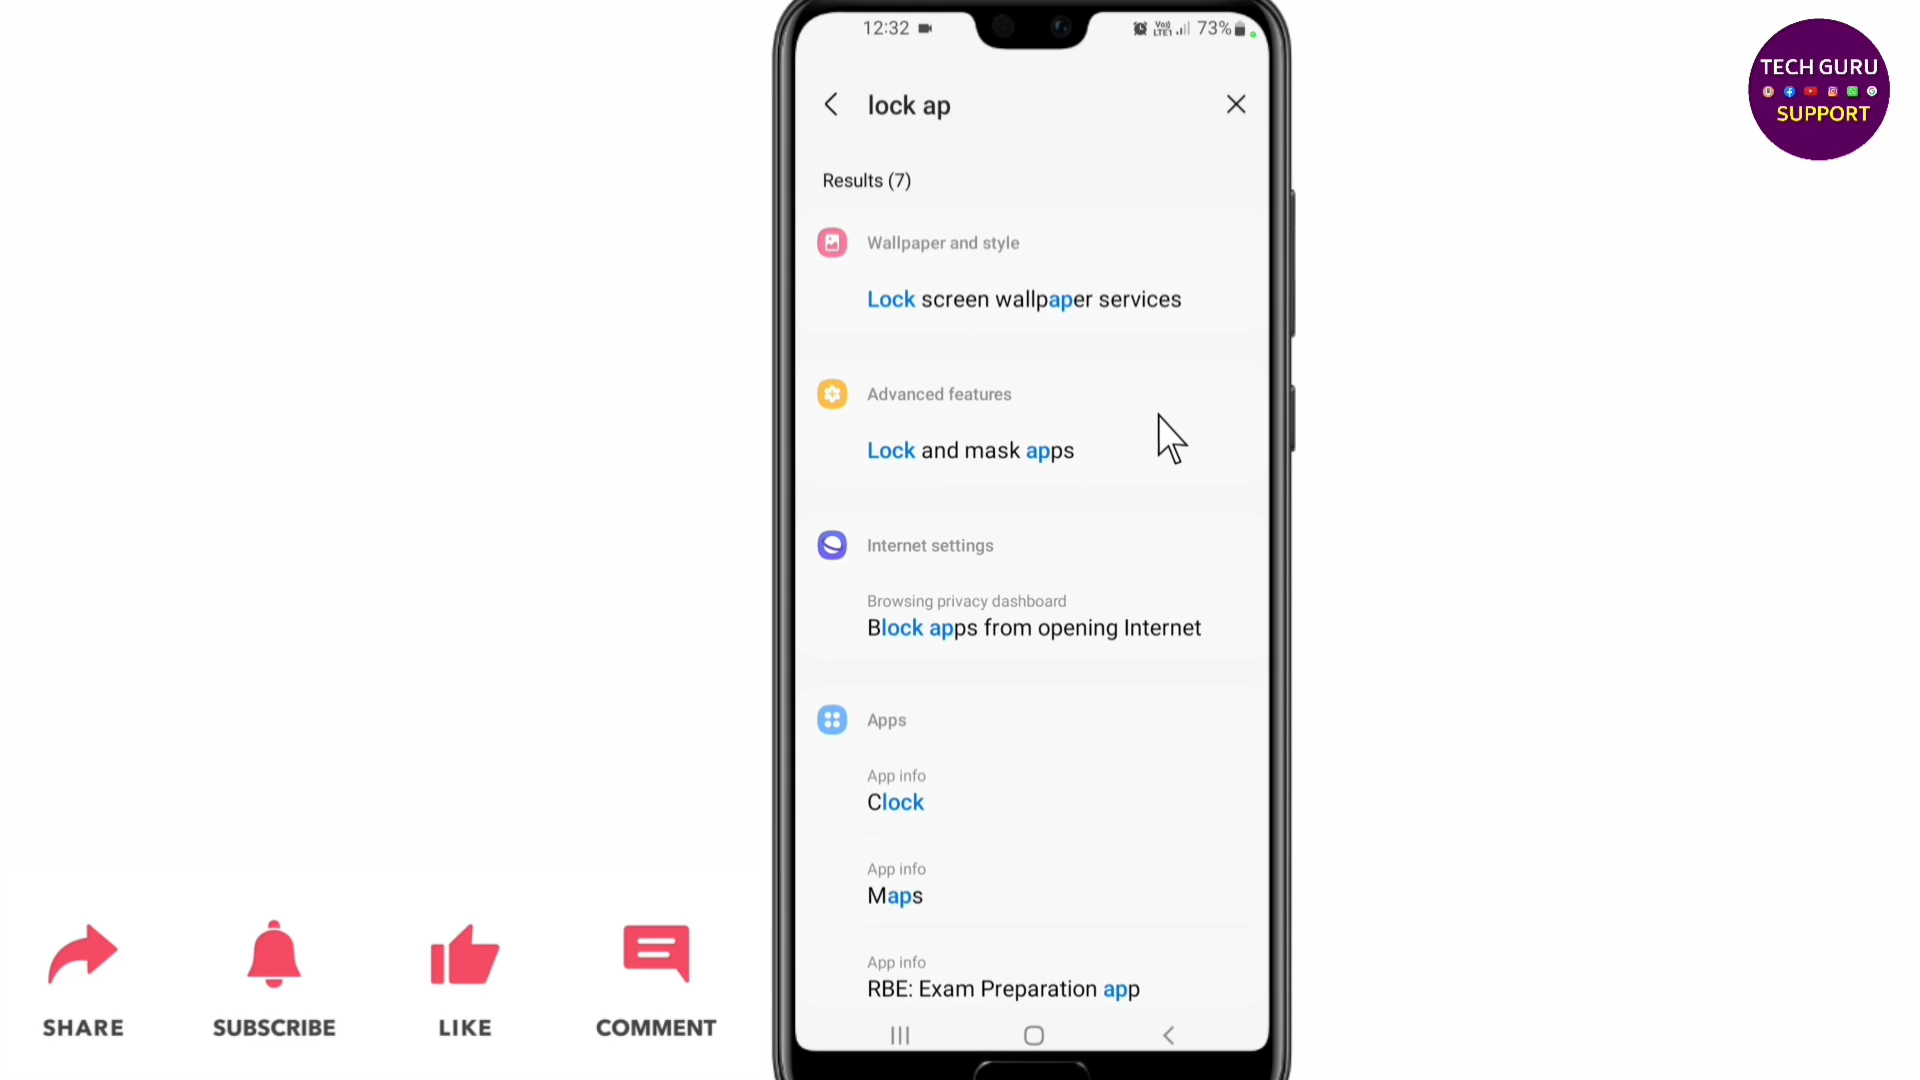 12:32
Vo)) LTE1 73%
TECH GURU
SUPPORT
lock ap
Results (7)
Wallpaper and style
Lock screen wallpaper services
Advanced features
Lock and mask apps
Internet settings
Browsing privacy dashboard
Block apps from opening Internet
Apps
App info
Clock
App info
Maps
App info
RBE: Exam Preparation app
SHARE
SUBSCRIBE
LIKE
COMMENT